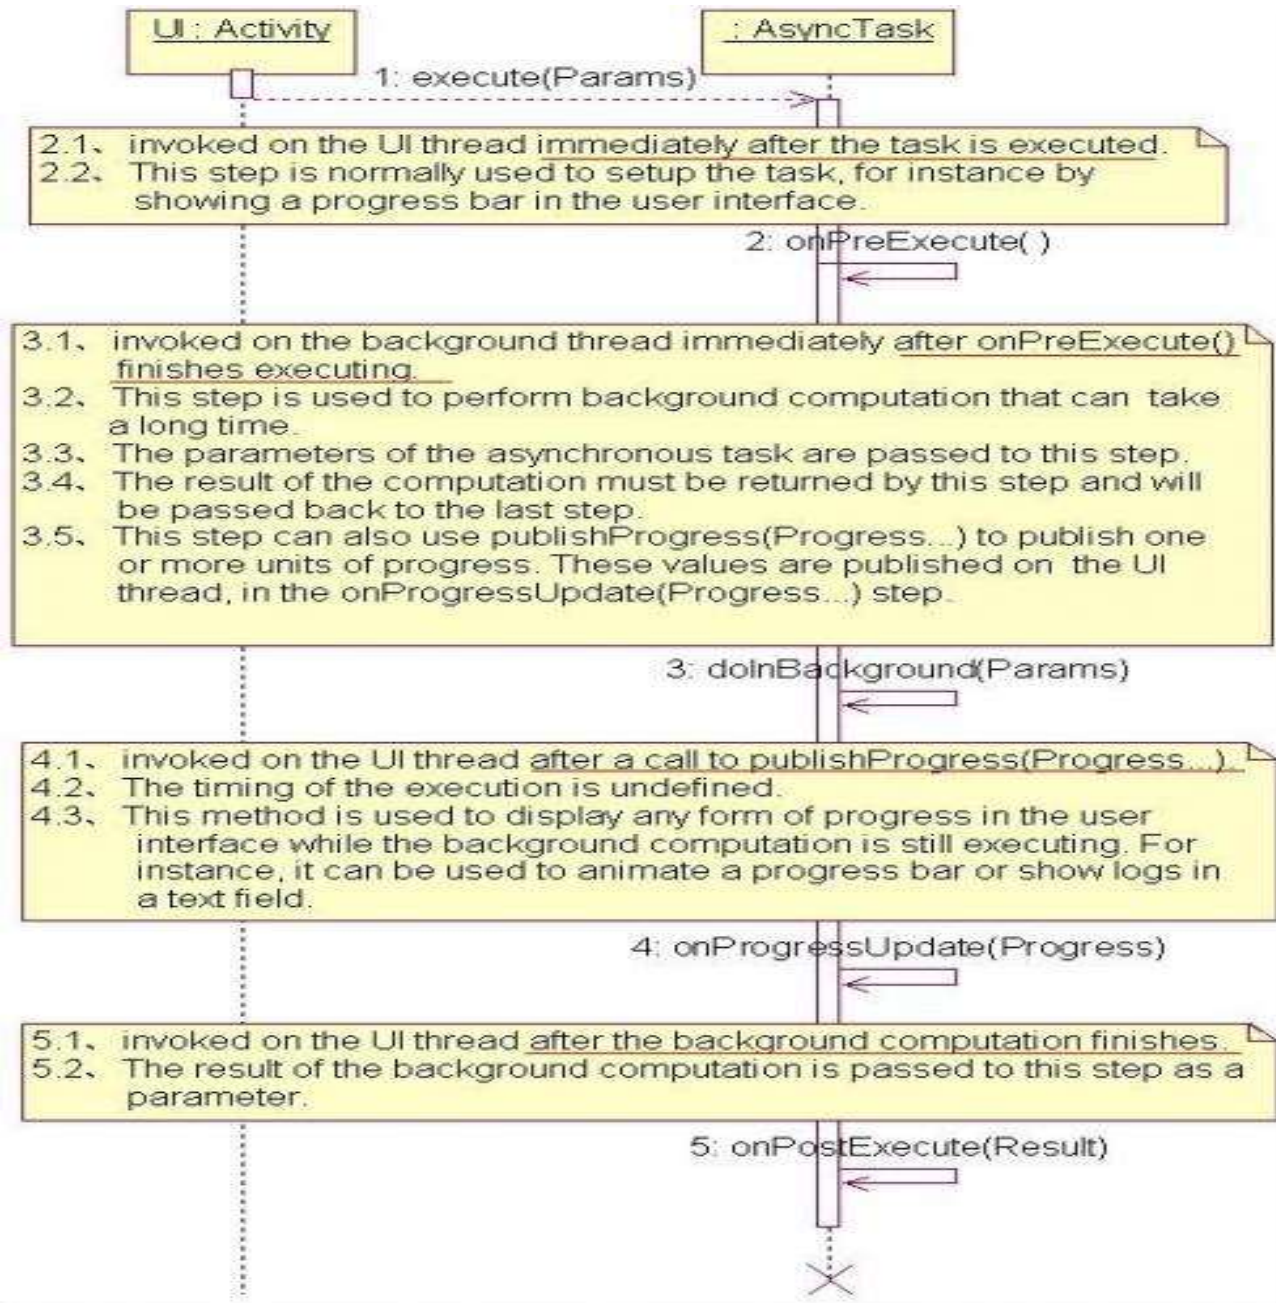 UI : Activity
: AsyncTask
1: execute(Params)
2.1、 invoked on the UI thread immediately after the task is executed.
2.2、 This step is normally used to setup the task, for instance by
showing a progress bar in the user interface.
2: onPreExecute( )
3.1、 invoked on the background thread immediately after onPreExecute()
finishes executing.
3.2、 This step is used to perform background computation that can take
a long time.
3.3、 The parameters of the asynchronous task are passed to this step.
3.4、 The result of the computation must be returned by this step and will
be passed back to the last step.
3.5、 This step can also use publishProgress(Progress...) to publish one
or more units of progress. These values are published on the UI
thread, in the onProgressUpdate(Progress...) step.
3: doInBackground(Params)
4.1、 invoked on the UI thread after a call to publishProgress(Progress...).
4.2、 The timing of the execution is undefined.
4.3、 This method is used to display any form of progress in the user
interface while the background computation is still executing. For
instance, it can be used to animate a progress bar or show logs in
a text field.
4: onProgressUpdate(Progress)
5.1、 invoked on the UI thread after the background computation finishes.
5.2、 The result of the background computation is passed to this step as a
parameter.
5: onPostExecute(Result)